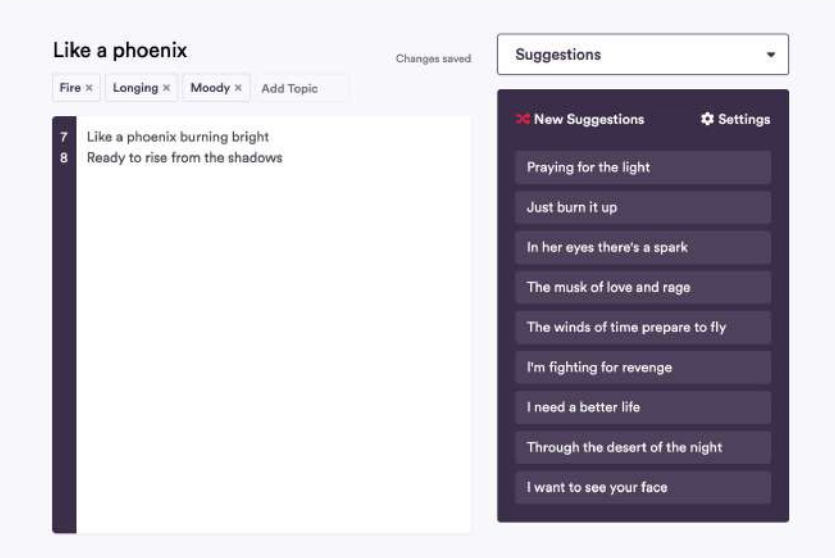 Like a phoenix
Changes saved
Fire × Longing × Moody × Add Topic
7 Like a phoenix burning bright
8 Ready to rise from the shadows
Suggestions
New Suggestions Settings
Praying for the light
Just burn it up
In her eyes there's a spark
The musk of love and rage
The winds of time prepare to fly
I'm fighting for revenge
I need a better life
Through the desert of the night
I want to see your face